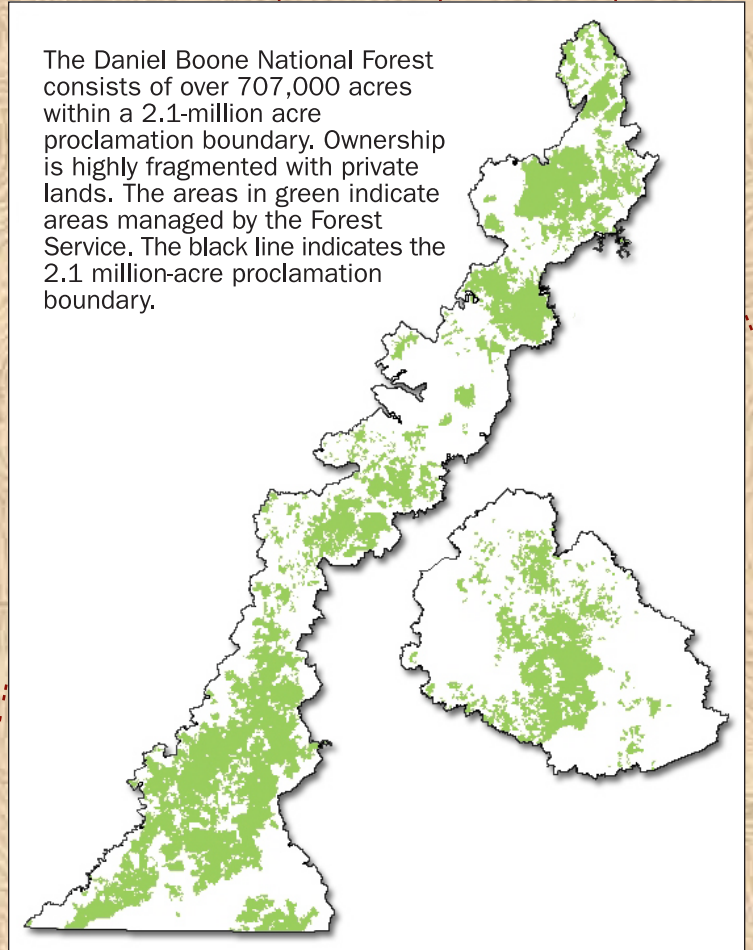 The Daniel Boone National Forest
consists of over 707,000 acres
within a 2.1-million acre
proclamation boundary. Ownership
is highly fragmented with private
lands. The areas in green indicate
areas managed by the Forest
Service. The black line indicates the
2.1 million-acre proclamation
boundary.